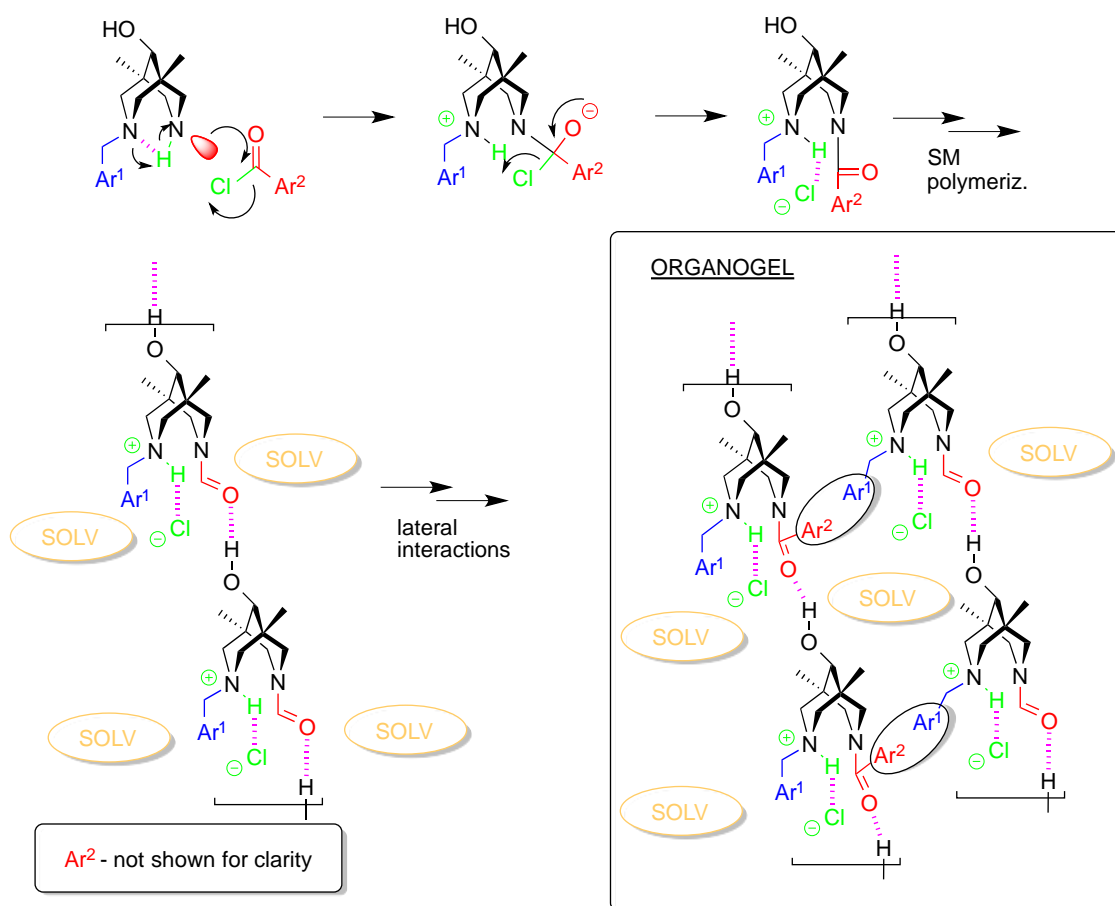 HO
N
N
H
Ar1
O
Cl
Ar2
HO
⊕
N
N
H
Ar1
O
⊖
Cl
Ar2
HO
⊕
N
N
H
Ar1
O
⊖
Cl
Ar2
SM
polymeriz.
H
O
⊕
N
N
H
Ar1
O
Cl
⊖
SOLV
SOLV
H
O
⊕
N
N
H
Ar1
O
Cl
⊖
SOLV
SOLV
H
Ar2 - not shown for clarity
lateral
interactions
ORGANOGEL
H
O
⊕
N
N
H
Ar1
O
Cl
⊖
SOLV
H
O
⊕
N
N
H
Ar1
Ar2
O
Cl
⊖
SOLV
SOLV
H
O
⊕
N
N
H
Ar1
O
Cl
⊖
H
H
O
⊕
N
N
H
Ar1
Ar2
O
Cl
⊖
SOLV
H